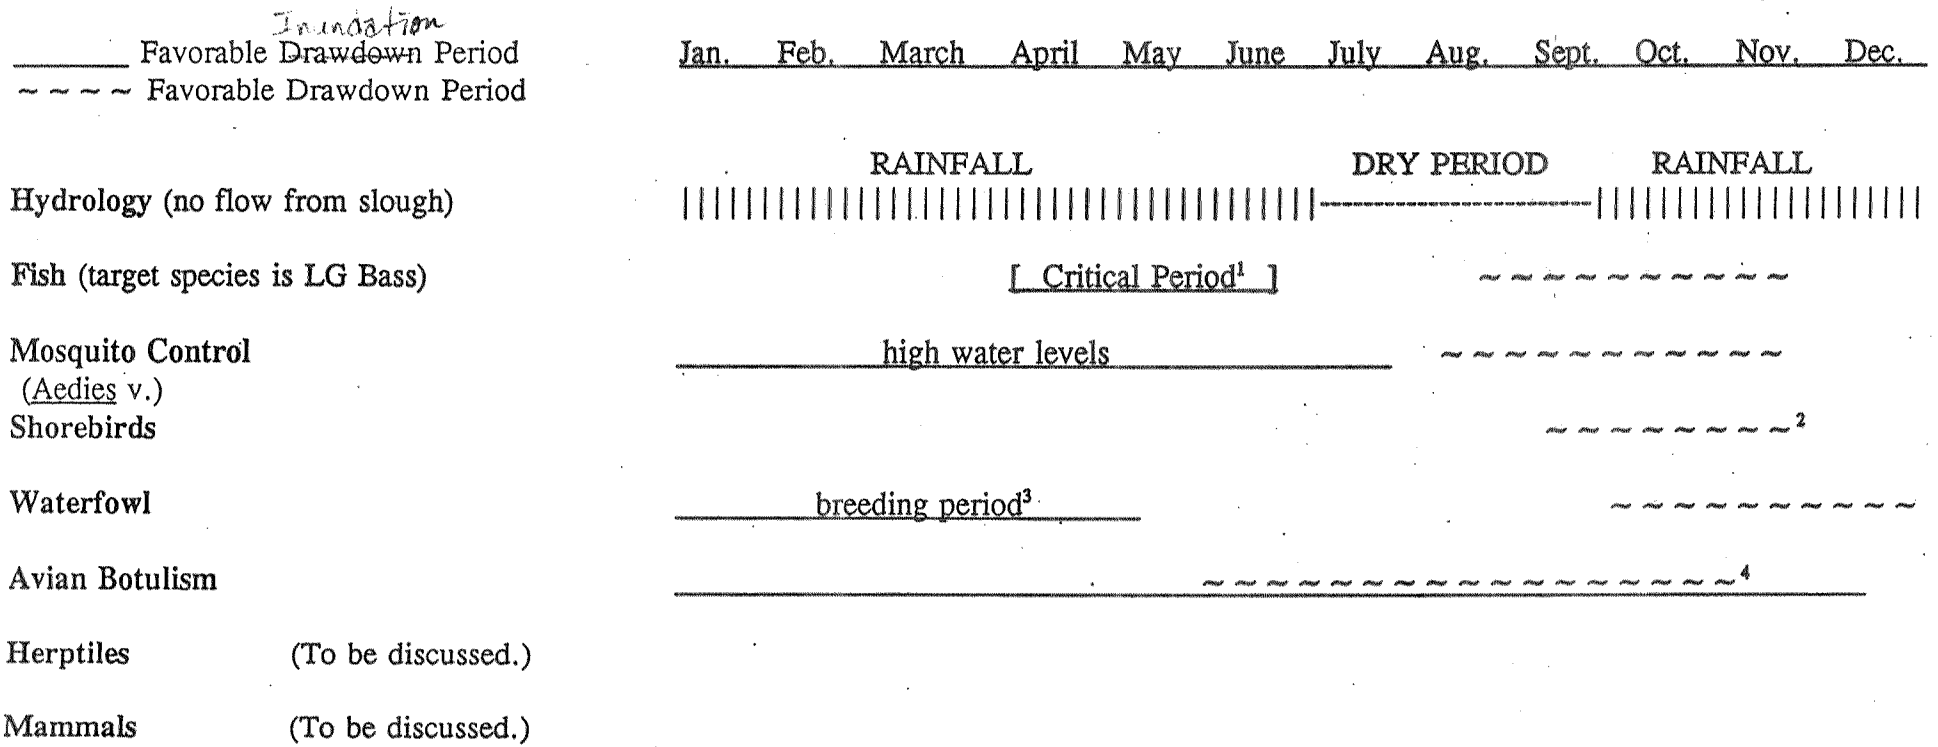 Inundation
______ Favorable Drawdown Period Jan. Feb. March April May June July Aug. Sept. Oct. Nov. Dec.
~ ~ ~ ~ Favorable Drawdown Period
RAINFALL DRY PERIOD RAINFALL
Hydrology (no flow from slough)
Fish (target species is LG Bass) [ Critical Period¹ ] ~ ~ ~ ~ ~ ~ ~ ~ ~ ~
Mosquito Control high water levels ~ ~ ~ ~ ~ ~ ~ ~ ~ ~ ~
(Aedies v.)
Shorebirds ~ ~ ~ ~ ~ ~ ~ ~²
Waterfowl breeding period³ ~ ~ ~ ~ ~ ~ ~ ~ ~ ~
Avian Botulism ~ ~ ~ ~ ~ ~ ~ ~ ~ ~ ~ ~ ~ ~ ~ ~ ~⁴
Herptiles (To be discussed.)
Mammals (To be discussed.)